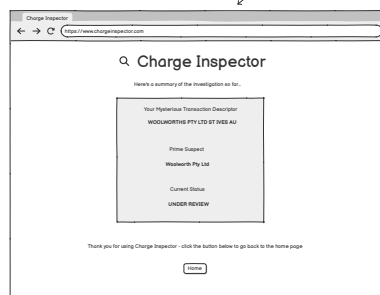 Charge Inspector
https://www.chargeinspector.com
Charge Inspector
Here's a summary of the investigation so far...
Your Mysterious Transaction Descriptor
WOOLWORTHS PTY LTD ST IVES AU
Prime Suspect
Woolworth Pty Ltd
Current Status
UNDER REVIEW
Thank you for using Charge Inspector - click the button below to go back to the home page
Home